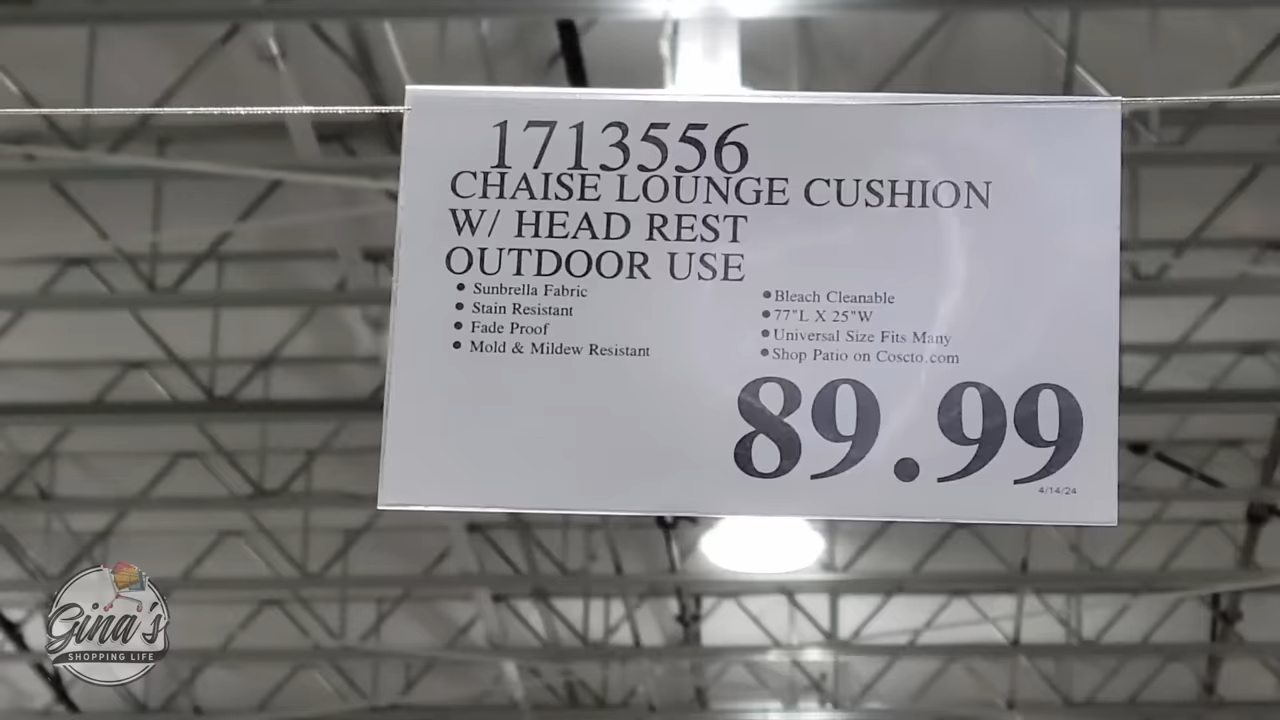 1713556
CHAISE LOUNGE CUSHION
W/ HEAD REST
OUTDOOR USE
• Sunbrella Fabric
• Stain Resistant
• Fade Proof
• Mold & Mildew Resistant
• Bleach Cleanable
• 77"L X 25"W
• Universal Size Fits Many
• Shop Patio on Coscto.com
89.99
4/14/24
Gina's
SHOPPING LIFE